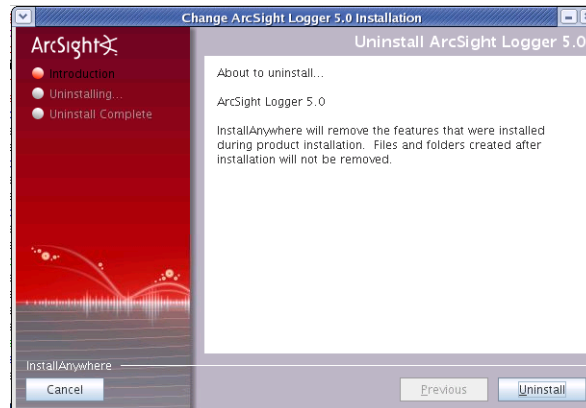 Change ArcSight Logger 5.0 Installation
ArcSight
Uninstall ArcSight Logger 5.0
Introduction
Uninstalling...
Uninstall Complete
About to uninstall...
ArcSight Logger 5.0
InstallAnywhere will remove the features that were installed
during product installation.  Files and folders created after
installation will not be removed.
InstallAnywhere
Cancel
Previous
Uninstall